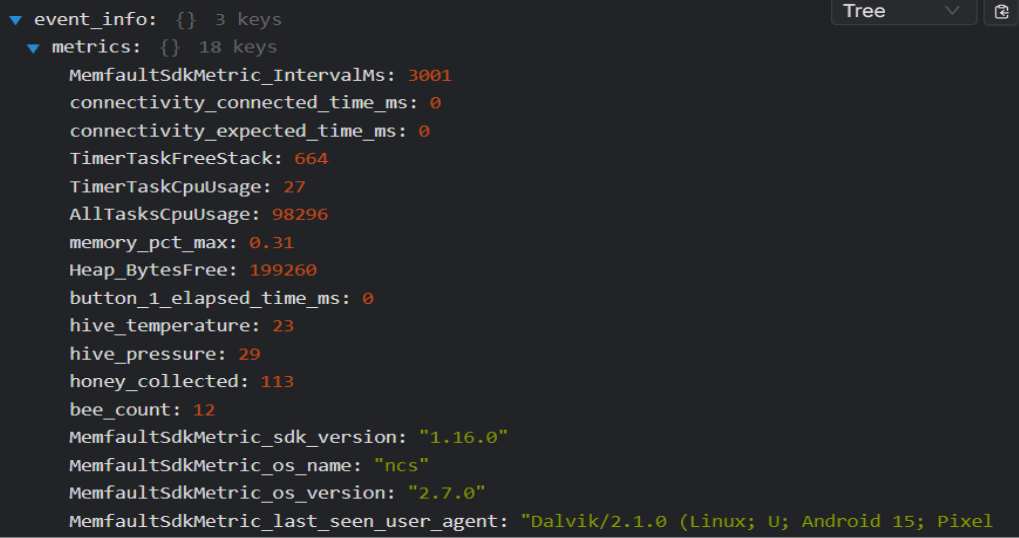 Tree
event_info: {} 3 keys
metrics: {} 18 keys
MemfaultSdkMetric_IntervalMs: 3001
connectivity_connected_time_ms: 0
connectivity_expected_time_ms: 0
TimerTaskFreeStack: 664
TimerTaskCpuUsage: 27
AllTasksCpuUsage: 98296
memory_pct_max: 0.31
Heap_BytesFree: 199260
button_1_elapsed_time_ms: 0
hive_temperature: 23
hive_pressure: 29
honey_collected: 113
bee_count: 12
MemfaultSdkMetric_sdk_version: "1.16.0"
MemfaultSdkMetric_os_name: "ncs"
MemfaultSdkMetric_os_version: "2.7.0"
MemfaultSdkMetric_last_seen_user_agent: "Dalvik/2.1.0 (Linux; U; Android 15; Pixel